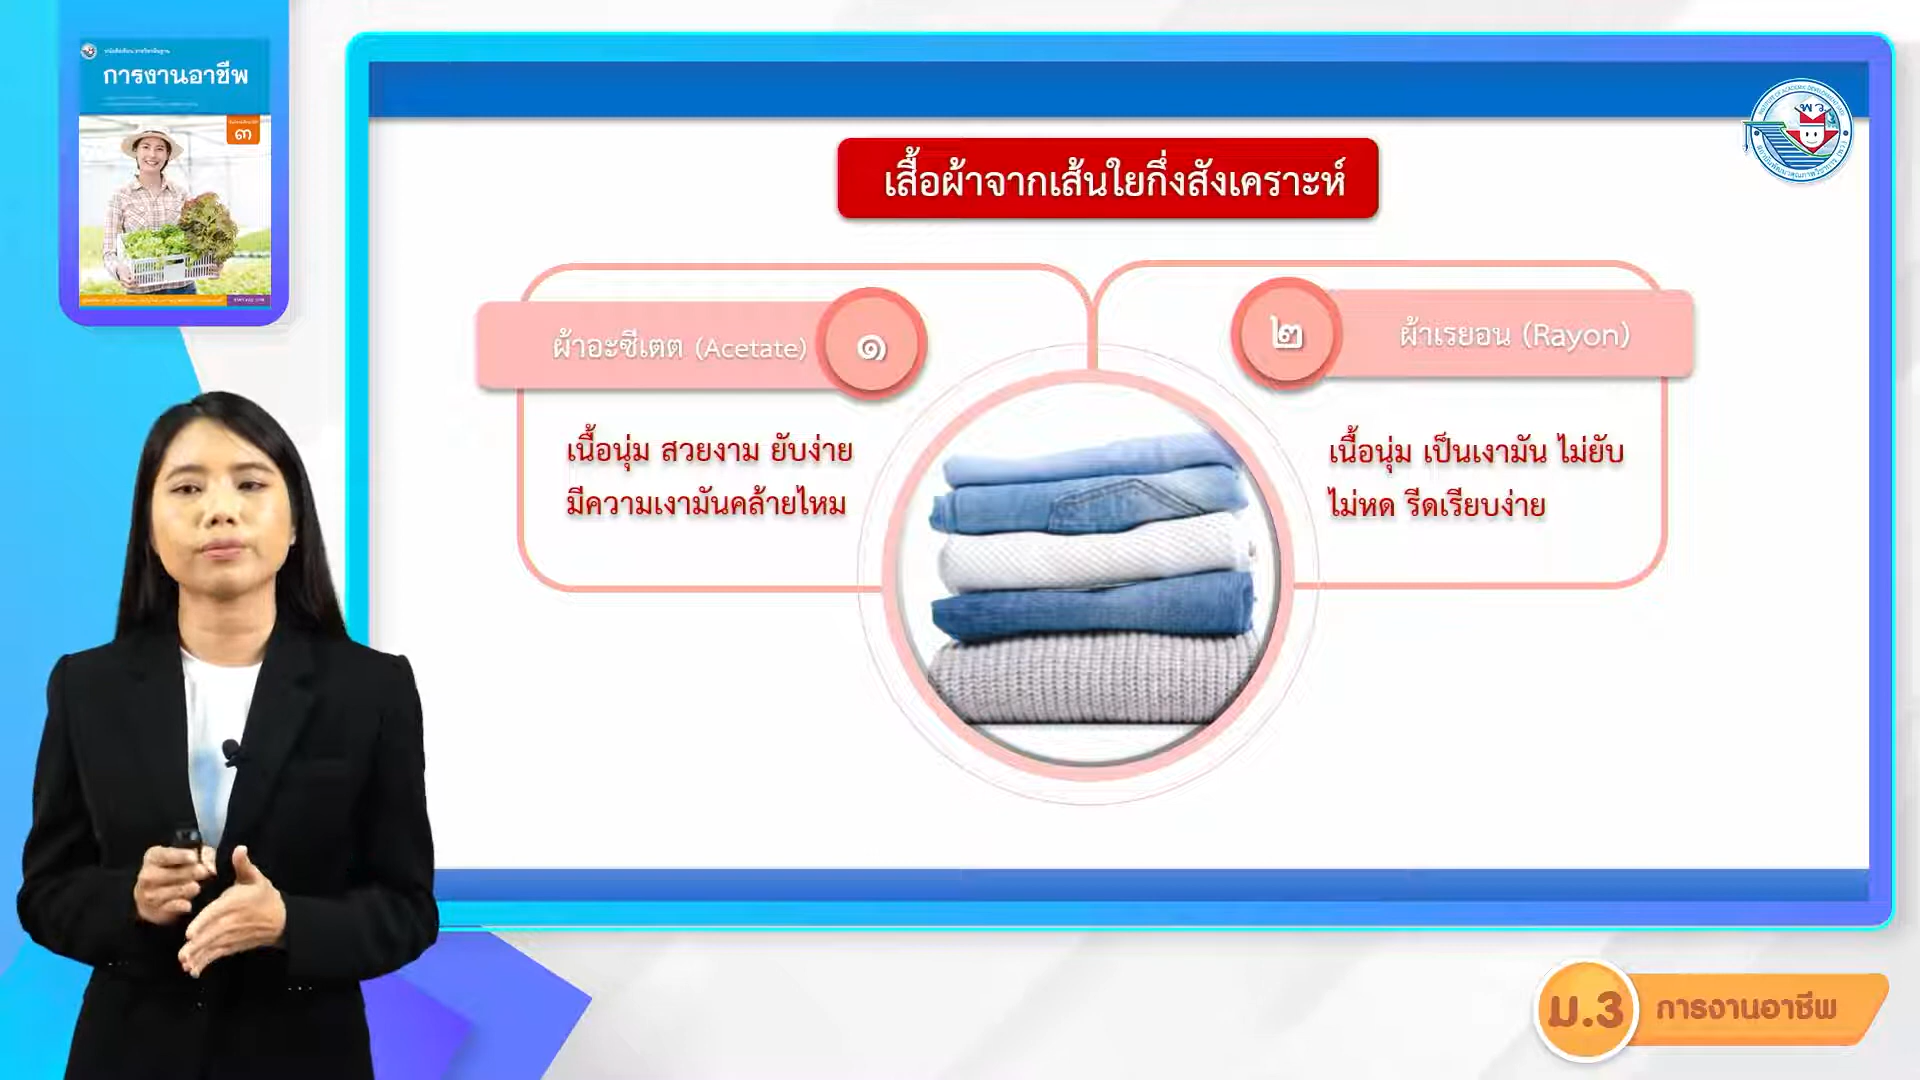 การงานอาชีพ
๓
เสื้อผ้าจากเส้นใยกึ่งสังเคราะห์
ผ้าอะซีเตต (Acetate)
๑
เนื้อนุ่ม สวยงาม ยับง่าย
มีความเงามันคล้ายไหม
๒
ผ้าเรยอน (Rayon)
เนื้อนุ่ม เป็นเงามัน ไม่ยับ
ไม่หด รีดเรียบง่าย
พว
ม.3
การงานอาชีพ